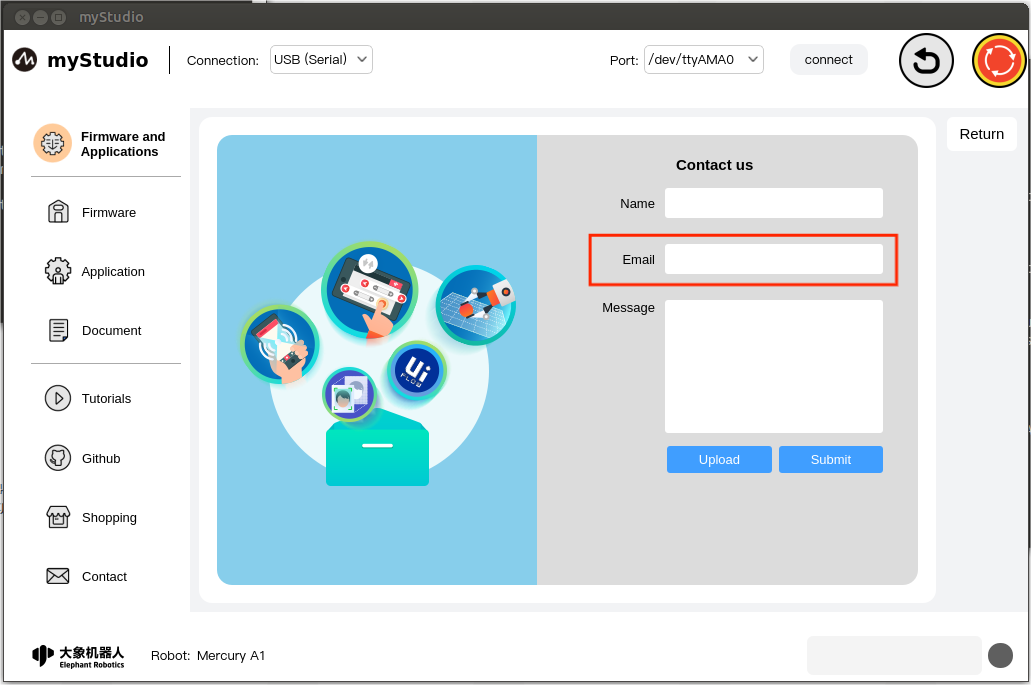 myStudio
myStudio
Connection: USB (Serial)
Port: /dev/ttyAMA0
connect
Firmware and
Applications
Firmware
Application
Document
Tutorials
Github
Shopping
Contact
Return
Contact us
Name
Email
Message
Upload
Submit
Ui
FLOW
大象机器人
Elephant Robotics
Robot: Mercury A1